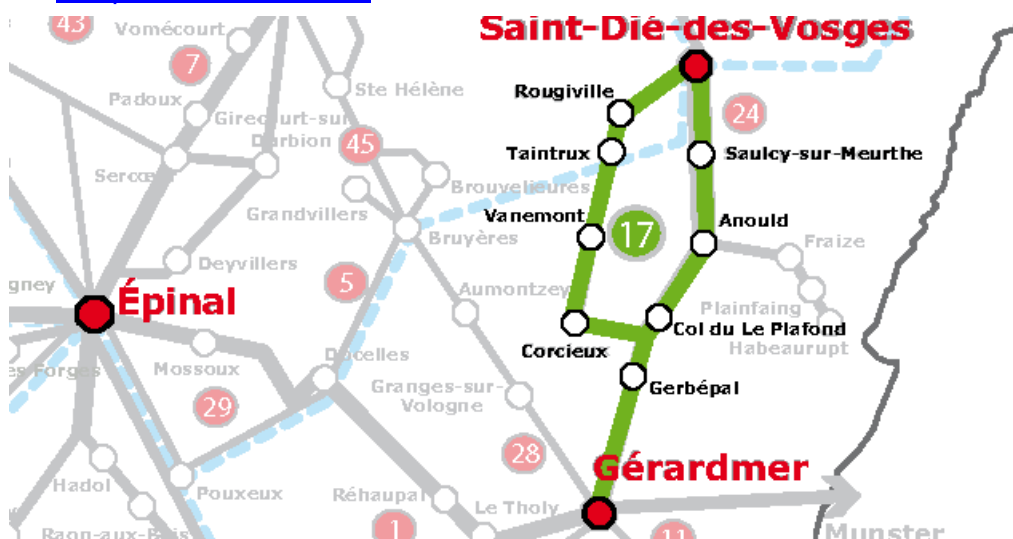 43
Vomécourt
Saint-Dié-des-Vosges
7
Ste Hélène
Rougiville
Padoux
Girecourt-sur
Durbion
24
45
Taintrux
Saulcy-sur-Meurthe
Brouvelieures
Grandvillers
Vanemont
Anould
Bruyères
17
Fraize
Deyvillers
5
Aumontzey
Épinal
Plainfaing
Col du Le Plafond
Corcieux
Habeaurupt
Docelles
Mossoux
Forges
Granges-sur-
Vologne
Gerbépal
29
28
Gérardmer
Hadol
Pouxeux
Réhaupal
Le Tholy
1
11
Munster